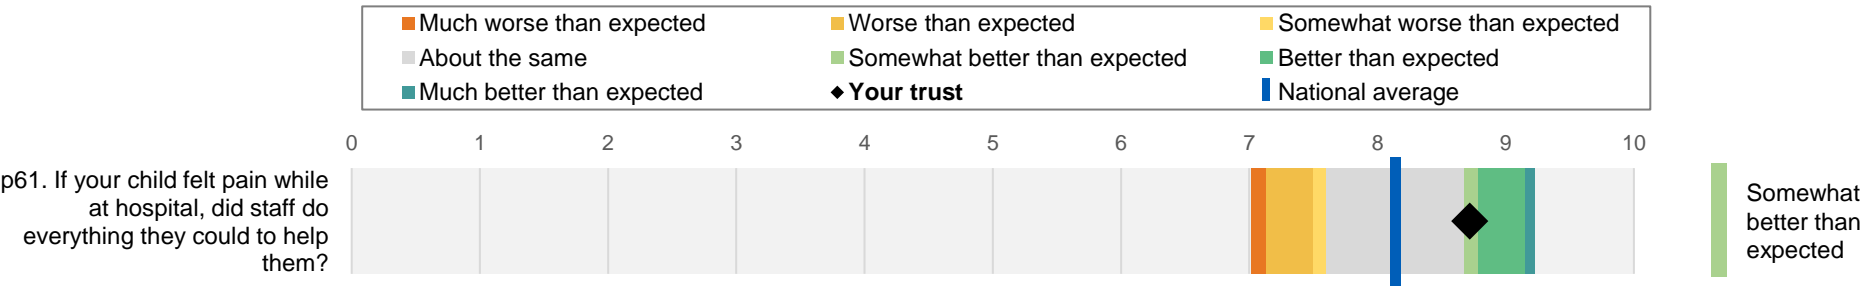 Much worse than expected
Worse than expected
Somewhat worse than expected
About the same
Somewhat better than expected
Better than expected
Much better than expected
Your trust
National average
0 1 2 3 4 5 6 7 8 9 10
p61. If your child felt pain while
at hospital, did staff do
everything they could to help
them?
Somewhat
better than
expected